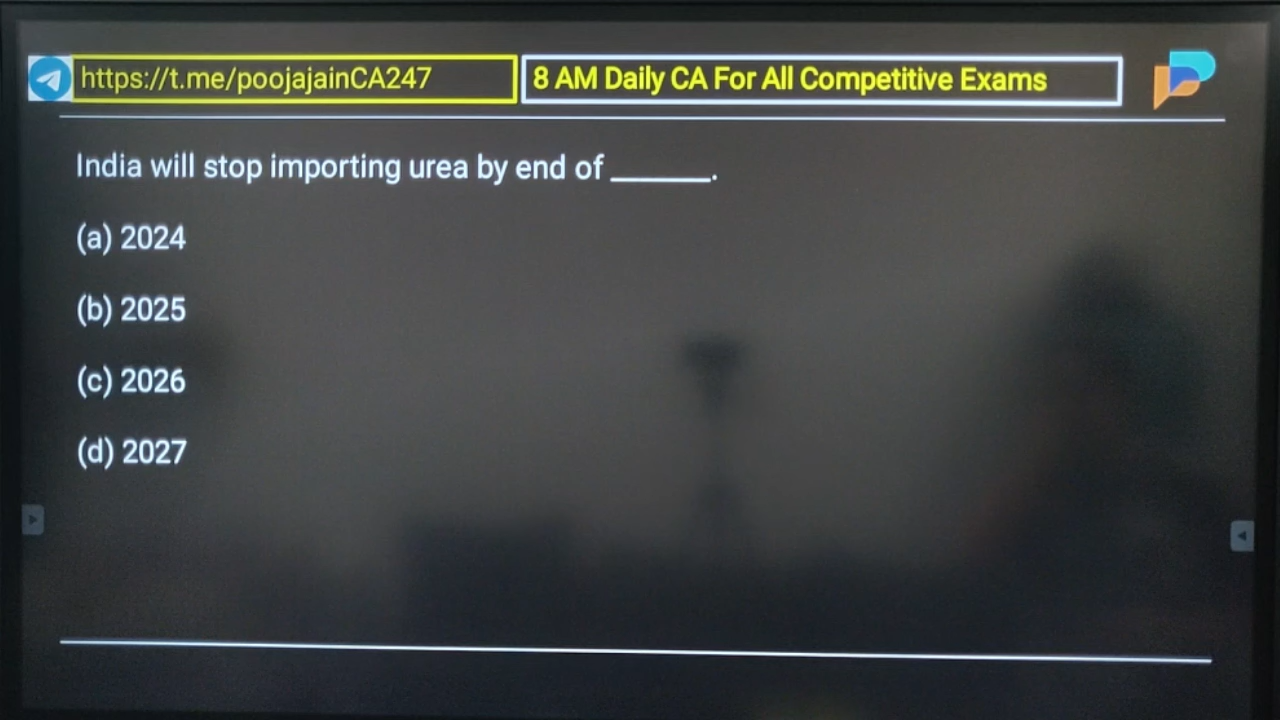 https://t.me/poojajainCA247
8 AM Daily CA For All Competitive Exams
India will stop importing urea by end of ______.
(a) 2024
(b) 2025
(c) 2026
(d) 2027